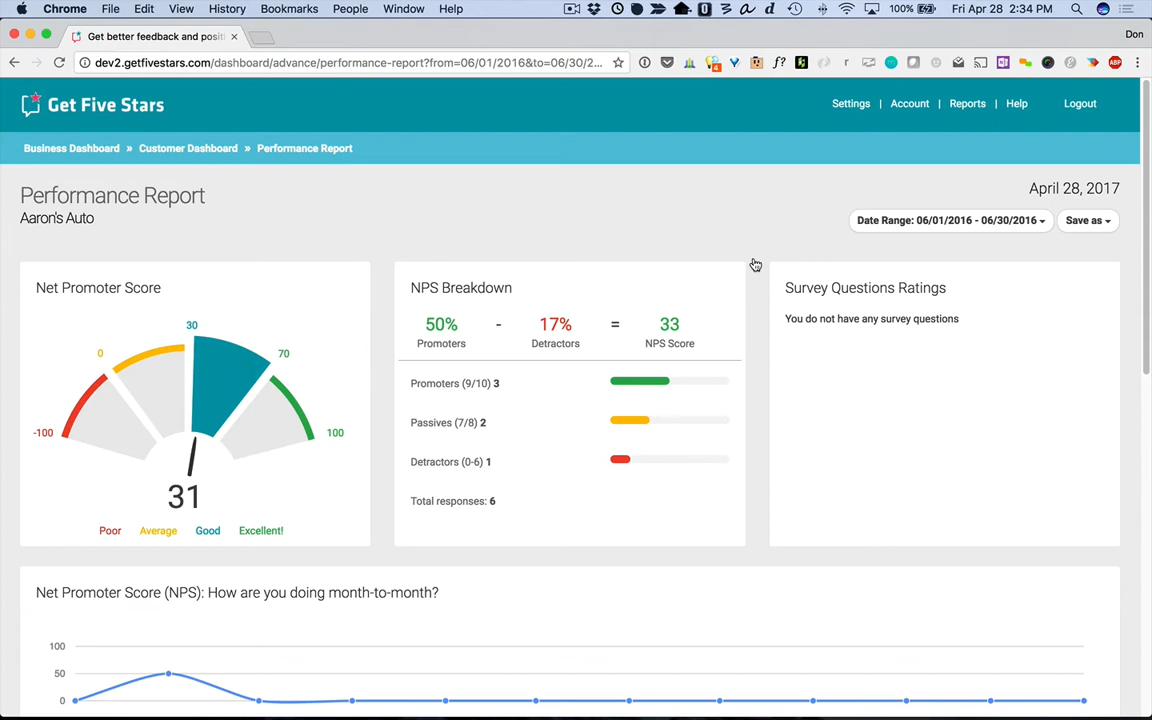 Chrome File Edit View History Bookmarks People Window Help 100% Fri Apr 28 2:34 PM
Get better feedback and posit Don
dev2.getfivestars.com/dashboard/advance/performance-report?from=06/01/2016&to=06/30/2...
Get Five Stars Settings | Account | Reports | Help Logout
Business Dashboard » Customer Dashboard » Performance Report
Performance Report
April 28, 2017
Aaron's Auto
Date Range: 06/01/2016 - 06/30/2016 Save as
Net Promoter Score
30
0
70
-100
100
31
Poor Average Good Excellent!
NPS Breakdown
50% - 17% = 33
Promoters Detractors NPS Score
Promoters (9/10) 3
Passives (7/8) 2
Detractors (0-6) 1
Total responses: 6
Survey Questions Ratings
You do not have any survey questions
Net Promoter Score (NPS): How are you doing month-to-month?
100
50
0